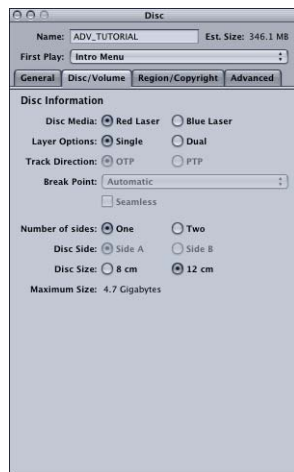 Disc
Name: ADV_TUTORIAL Est. Size: 346.1 MB
First Play: Intro Menu
General Disc/Volume Region/Copyright Advanced
Disc Information
Disc Media: Red Laser Blue Laser
Layer Options: Single Dual
Track Direction: OTP PTP
Break Point: Automatic
Seamless
Number of sides: One Two
Disc Side: Side A Side B
Disc Size: 8 cm 12 cm
Maximum Size: 4.7 Gigabytes